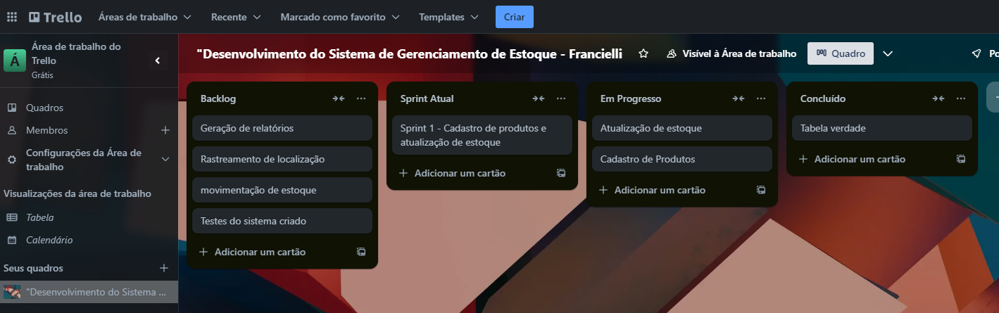 Trello
Áreas de trabalho
Recente
Marcado como favorito
Templates
Criar
Á
Área de trabalho do
Trello
Grátis
Quadros
Membros
Configurações da Área de
trabalho
Visualizações da área de trabalho
Tabela
Calendário
Seus quadros
"Desenvolvimento do Sistema ...
"Desenvolvimento do Sistema de Gerenciamento de Estoque - Francielli
Visível à Área de trabalho
Quadro
Po
Backlog
Geração de relatórios
Rastreamento de localização
movimentação de estoque
Testes do sistema criado
Adicionar um cartão
Sprint Atual
Sprint 1 - Cadastro de produtos e
atualização de estoque
Adicionar um cartão
Em Progresso
Atualização de estoque
Cadastro de Produtos
Adicionar um cartão
Concluído
Tabela verdade
Adicionar um cartão